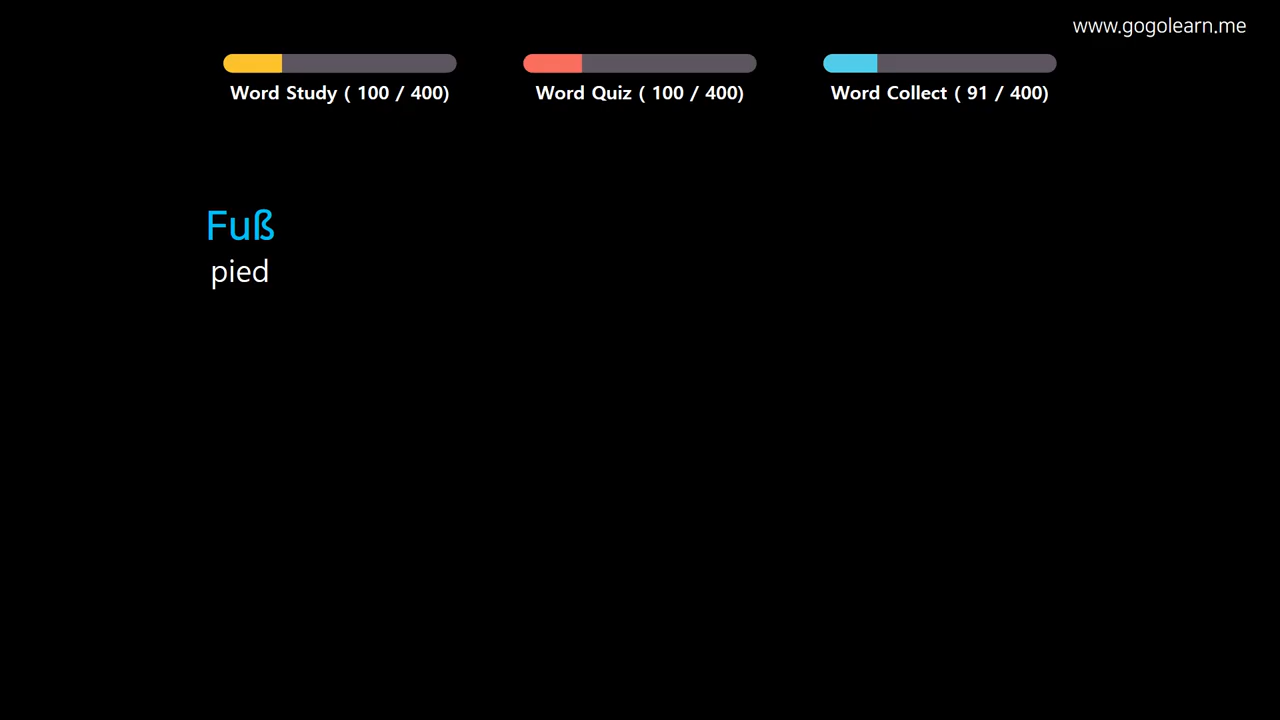 www.gogolearn.me
Word Study ( 100 / 400)
Word Quiz ( 100 / 400)
Word Collect ( 91 / 400)
Fuß
pied